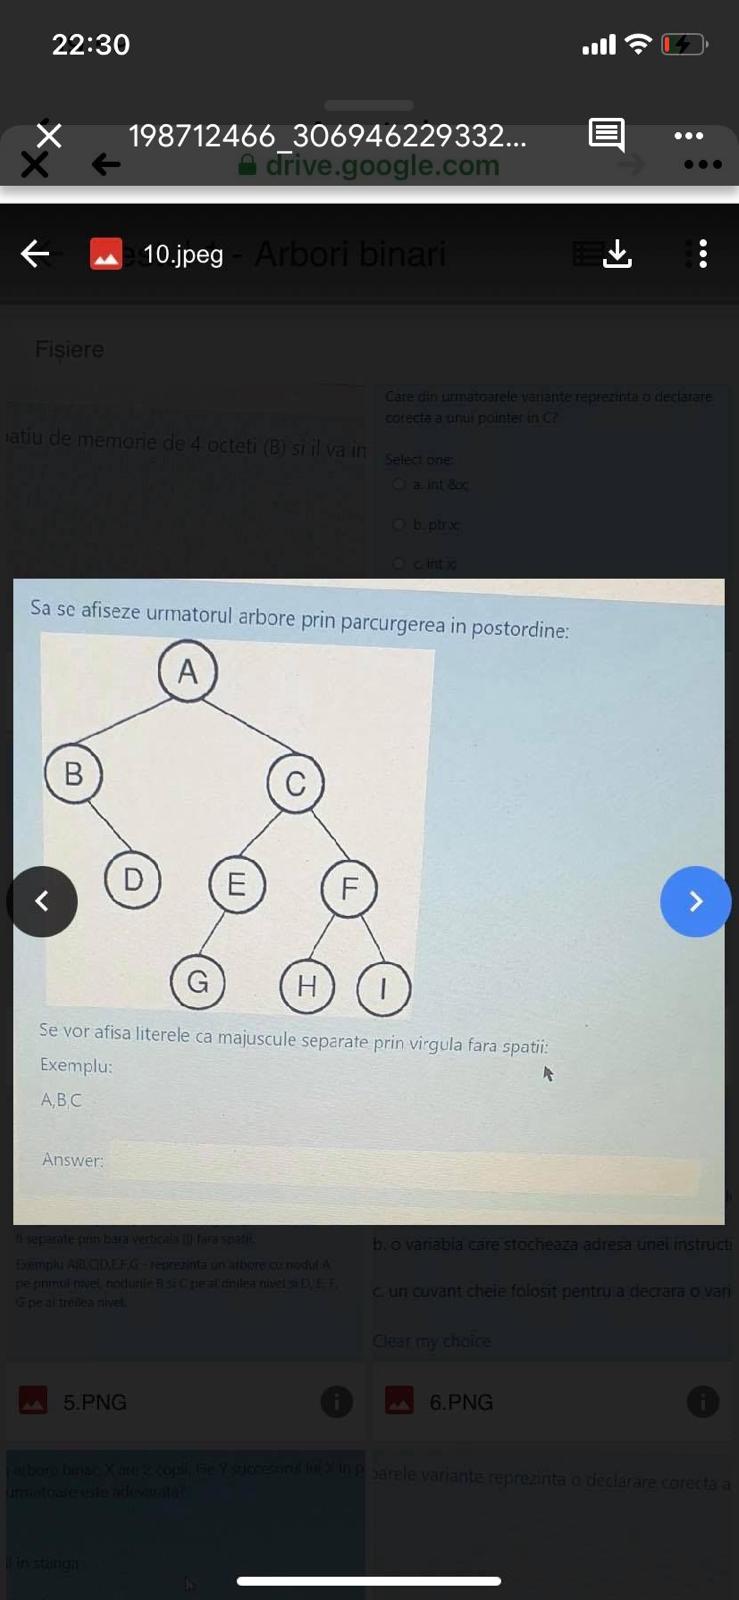 22:30
198712466_306946229332...
drive.google.com
10.jpeg
- Arbori binari
Fișiere
de memorie de 4 octeti (B) si il va
Care din urmatoarele variante reprezinta o declarare
corecta a unui pointer in C?
Select one:
a. int &x;
b. ptr x;
c. int x;
Sa se afiseze urmatorul arbore prin parcurgerea in postordine:
A
B
C
D
E
F
G
H
I
Se vor afisa literele ca majuscule separate prin virgula fara spatii:
Exemplu:
A,B,C
Answer:
fi separate prin bara verticala (|) fara spatii.
Exemplu A|B,C|D,E,F,G - reprezinta un arbore cu nodul A
pe primul nivel, nodurile B si C pe al doilea nivel si D, E, F,
G pe al treilea nivel.
b. o variabia care stocheaza adresa unei
c. un cuvant cheie folosit pentru a decrara o
Clear my choice
5.PNG
6.PNG
arbore binar, X are 2 copii. Fie Y succesorul lui X in
urmatoare este adevarata?
in stanga
variante reprezinta o declarare corecta a